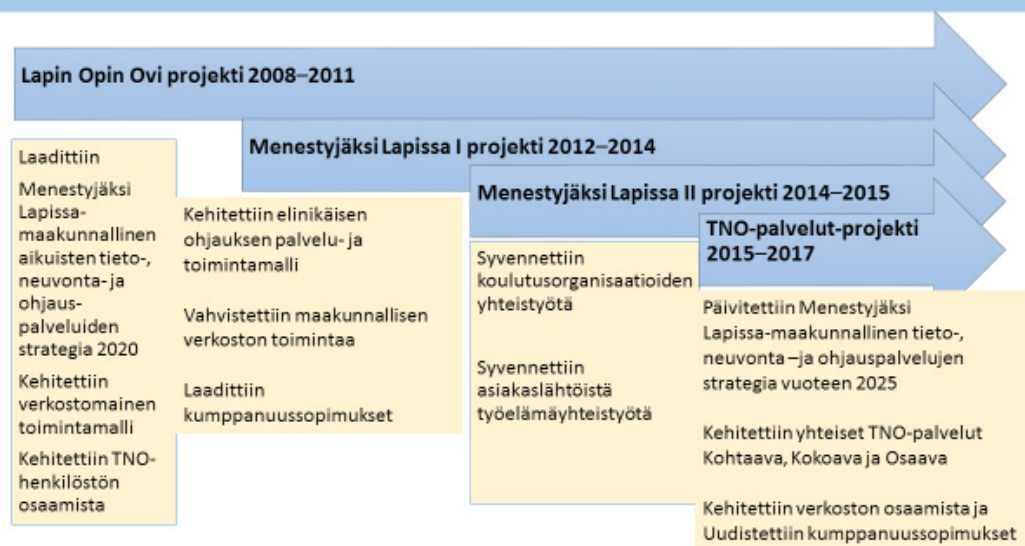 Lapin Opin Ovi projekti 2008–2011
Laadittiin
Menestyjäksi
Lapissa-
maakunnallinen
aikuisten tieto-,
neuvonta- ja
ohjaus-
palveluiden
strategia 2020
Kehitettiin
verkostomainen
toimintamalli
Kehitettiin TNO-
henkilöstön
osaamista
Menestyjäksi Lapissa I projekti 2012–2014
Kehitettiin elinikäisen
ohjauksen palvelu- ja
toimintamalli
Vahvistettiin maakunnallisen
verkoston toimintaa
Laadittiin
kumppanuussopimukset
Menestyjäksi Lapissa II projekti 2014–2015
Syvennettiin
koulutusorganisaatioiden
yhteistyötä
Syvennettiin
asiakaslähtöistä
työelämäyhteistyötä
TNO-palvelut-projekti
2015–2017
Päivitettiin Menestyjäksi
Lapissa-maakunnallinen tieto-,
neuvonta –ja ohjauspalvelujen
strategia vuoteen 2025
Kehitettiin yhteiset TNO-palvelut
Kohtaava, Kokoava ja Osaava
Kehitettiin verkoston osaamista ja
Uudistettiin kumppanuussopimukset